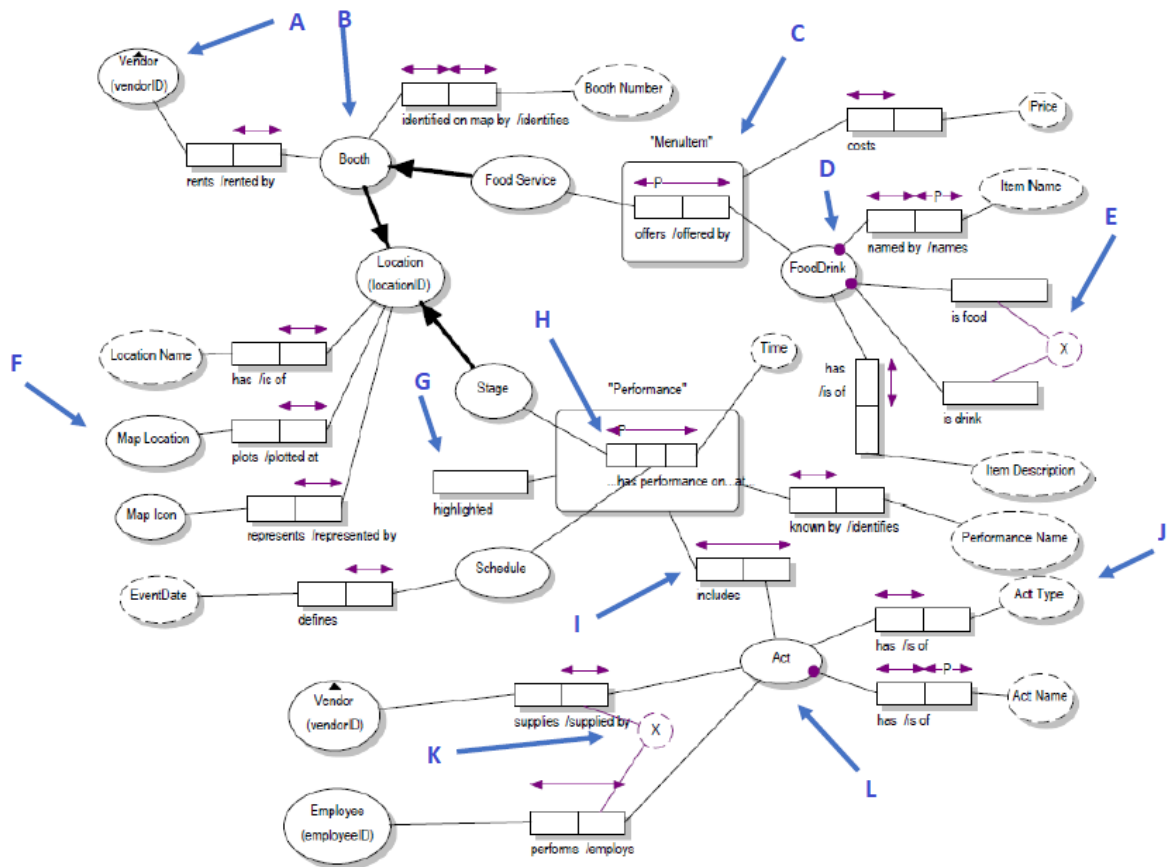 A
B
C
Vendor
(vendorID)
Booth Number
Price
identified on map by /identifies
"MenuItem"
costs
D
Item Name
E
Booth
Food Service
P
P
rents /rented by
offers /offered by
named by /names
Location
(locationID)
FoodDrink
is food
X
H
Time
Location Name
F
has /is of
G
Stage
"Performance"
has
/is of
is drink
P
Map Location
plots /plotted at
...has performance on...at
Item Description
highlighted
Map Icon
represents /represented by
known by /identifies
Performance Name
J
EventDate
Schedule
defines
I
includes
Act Type
has /is of
Act
P
Vendor
(vendorID)
supplies /supplied by
X
has /is of
Act Name
K
L
Employee
(employeeID)
performs /employs